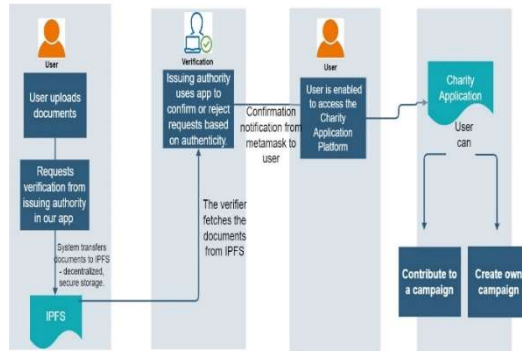 User
User uploads
documents
Requests
verification from
issuing authority
in our app
System transfers
documents to IPFS
- decentralized,
secure storage.
IPFS
Verification
Issuing authority
uses app to
confirm or reject
requests based
on authenticity.
The verifier
fetches the
documents
from IPFS
Confirmation
notification from
metamask to
user
User
User is enabled
to access the
Charity
Application
Platform
Charity
Application
User
can
Contribute to
a campaign
Create own
campaign